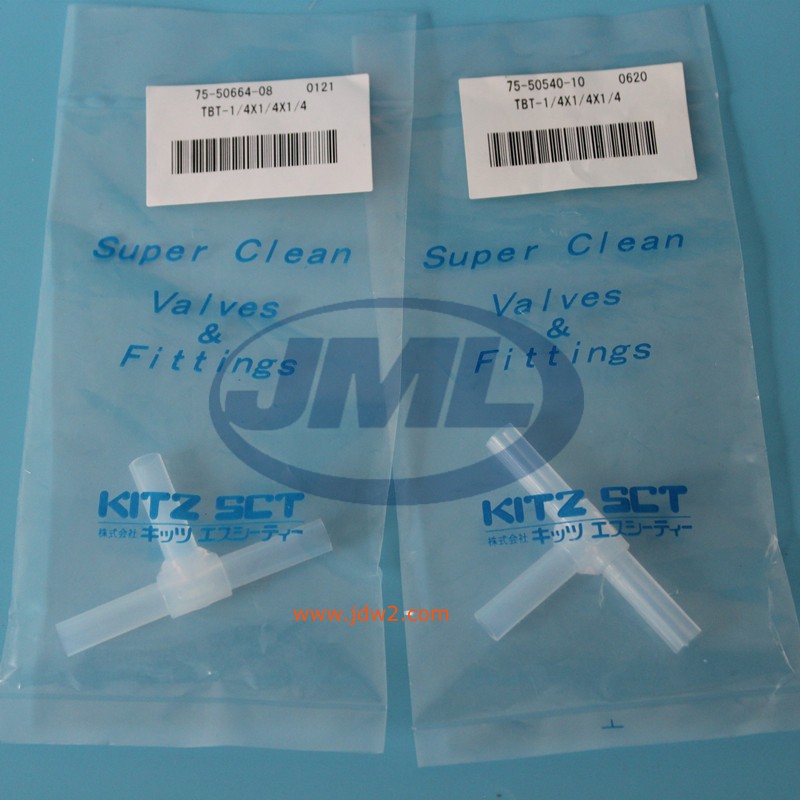 75-50664-08 0121
TBT-1/4X1/4X1/4
Super Clean
Valves
&
Fittings
KITZ SCT
株式会社 キッツ エスシーティー
75-50540-10 0620
TBT-1/4X1/4X1/4
Super Clean
Valves
&
Fittings
KITZ SCT
株式会社 キッツ エスシーティー
JML
www.jdw2.com